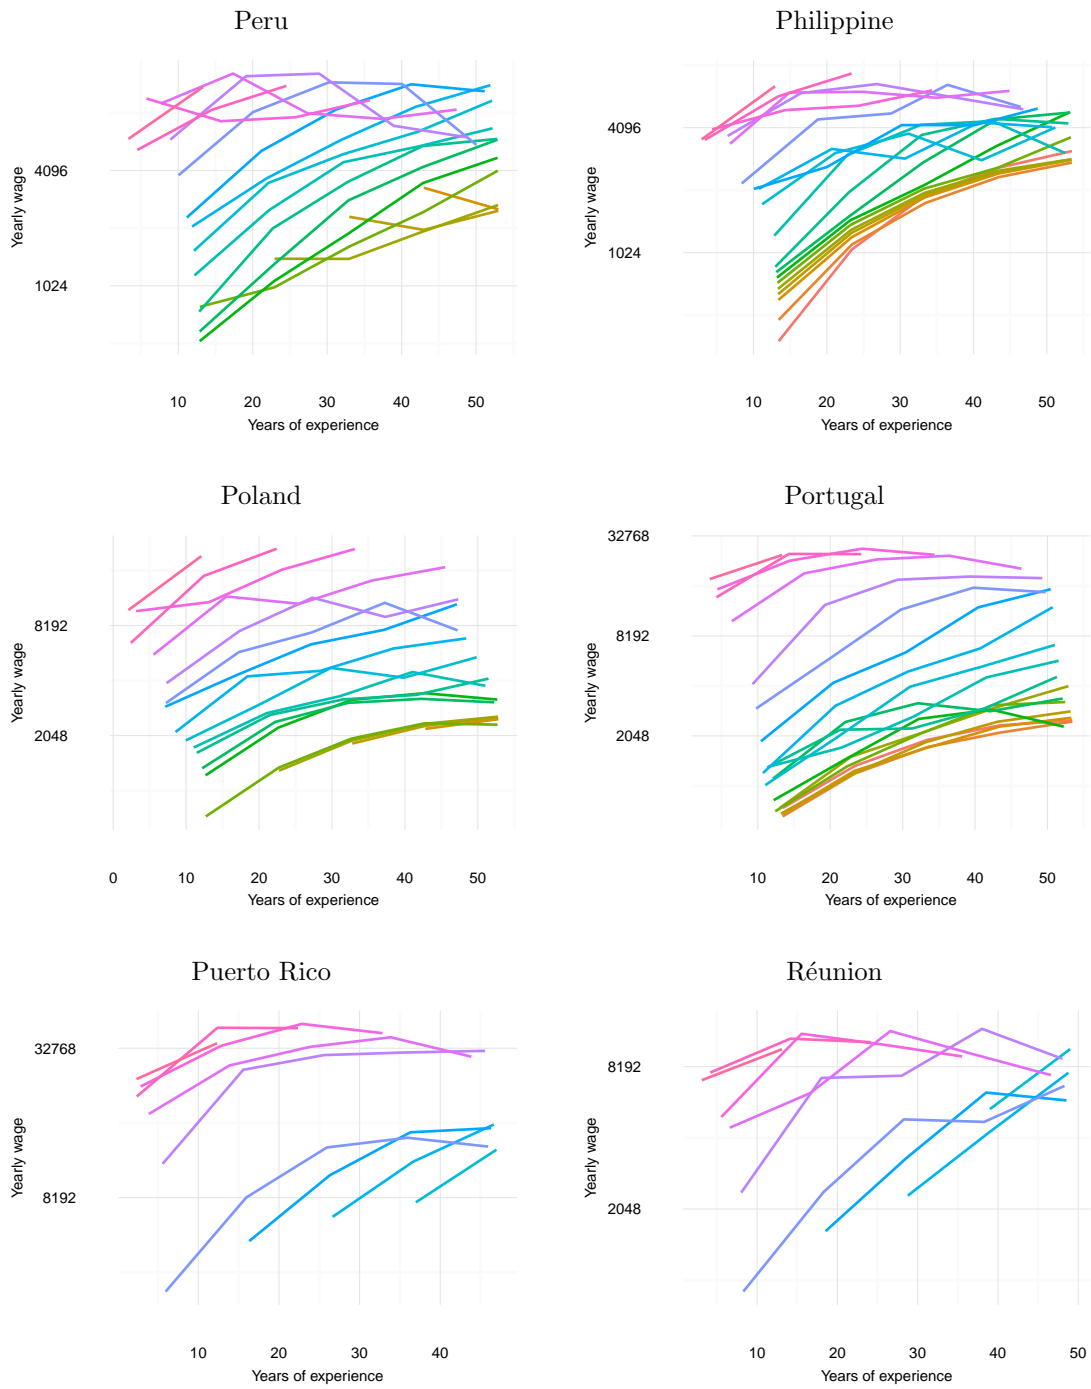 Peru
Philippine
Yearly wage
4096
1024
10 20 30 40 50
Years of experience
Yearly wage
4096
1024
10 20 30 40 50
Years of experience
Poland
Portugal
Yearly wage
8192
2048
0 10 20 30 40 50
Years of experience
Yearly wage
32768
8192
2048
10 20 30 40 50
Years of experience
Puerto Rico
Réunion
Yearly wage
32768
8192
10 20 30 40
Years of experience
Yearly wage
8192
2048
10 20 30 40 50
Years of experience